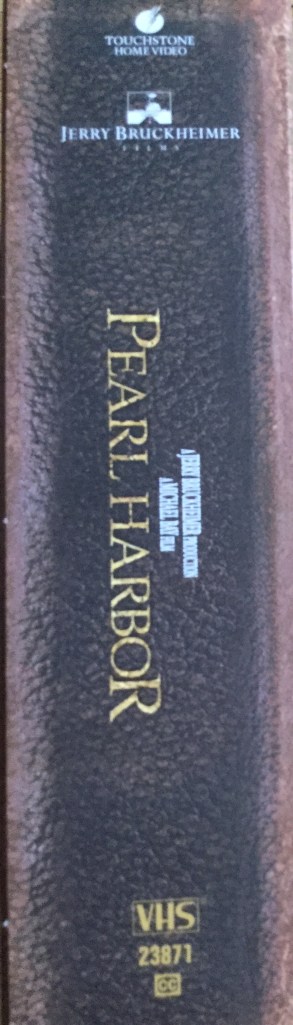 TOUCHSTONE
HOME VIDEO
JERRY BRUCKHEIMER
FILMS
A JERRY BRUCKHEIMER PRODUCTION
A MICHAEL BAY FILM
PEARL HARBOR
VHS
23871
CC